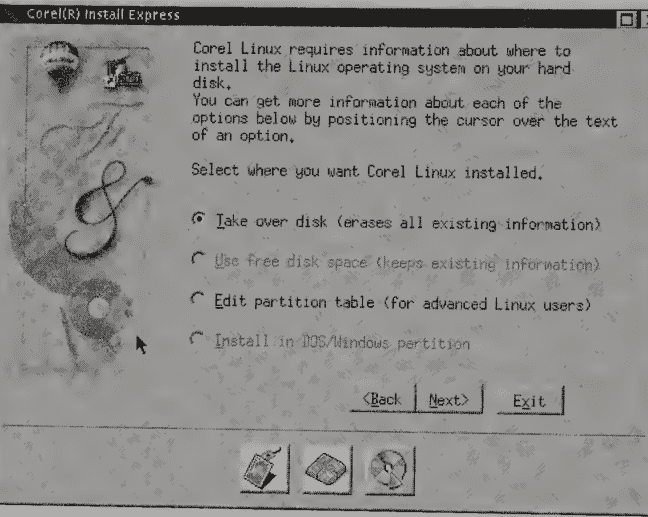 Corel(R) Install Express
Corel Linux requires information about where to
install the Linux operating system on your hard
disk.
You can get more information about each of the
options below by positioning the cursor over the text
of an option.
Select where you want Corel Linux installed.
Take over disk (erases all existing information)
Use free disk space (keeps existing information)
Edit partition table (for advanced Linux users)
Install in DOS/Windows partition
<Back Next> Exit